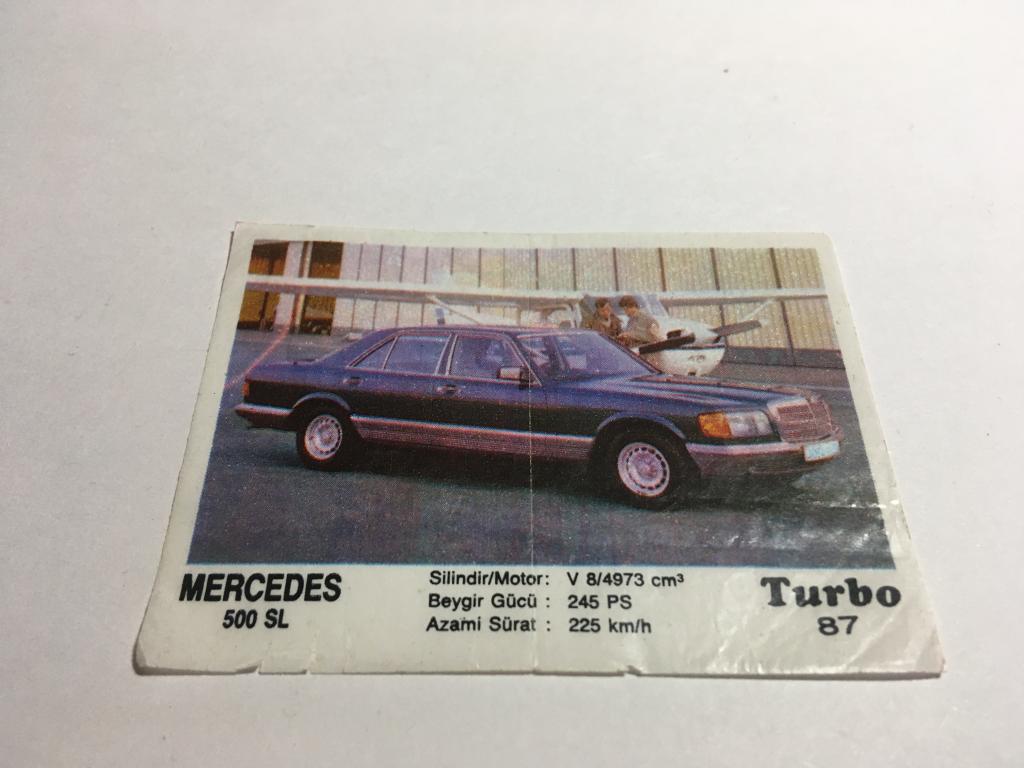 MERCEDES
500 SL
Silindir/Motor: V 8/4973 cm³
Beygir Gücü : 245 PS
Azami Sürat : 225 km/h
Turbo
87